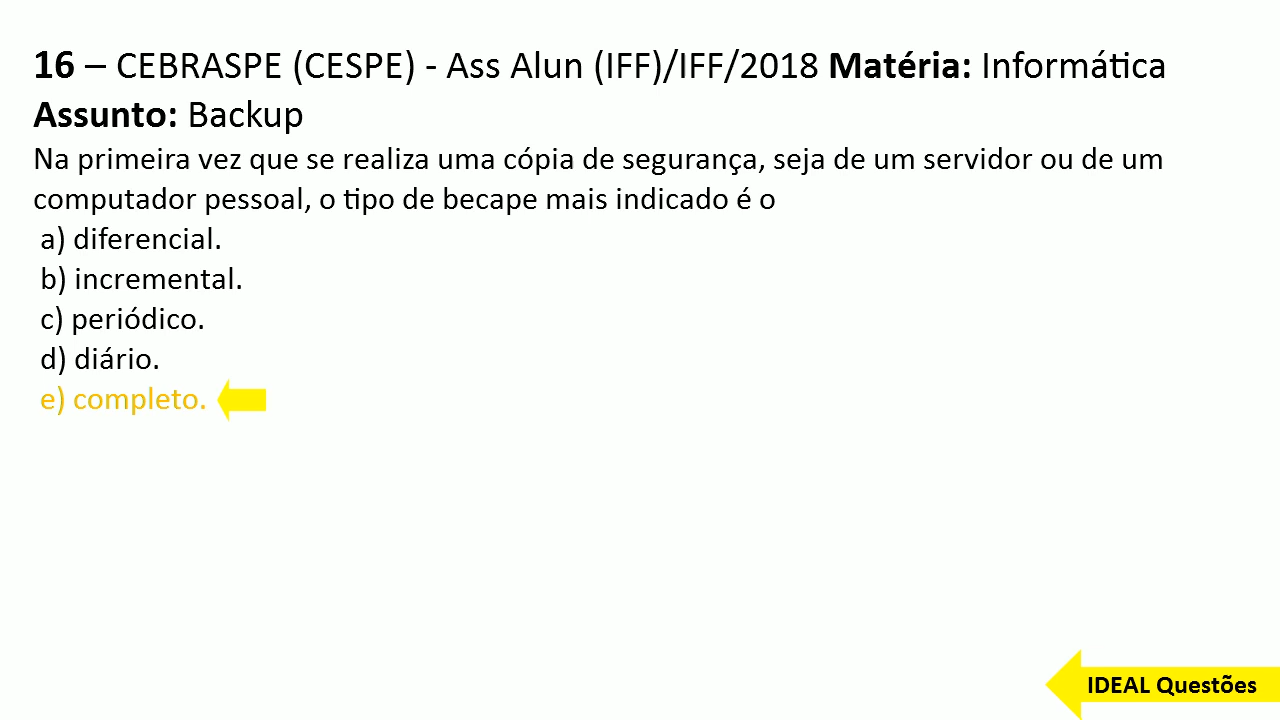 16 – CEBRASPE (CESPE) - Ass Alun (IFF)/IFF/2018 Matéria: Informática
Assunto: Backup
Na primeira vez que se realiza uma cópia de segurança, seja de um servidor ou de um
computador pessoal, o tipo de becape mais indicado é o
a) diferencial.
b) incremental.
c) periódico.
d) diário.
e) completo.
IDEAL Questões